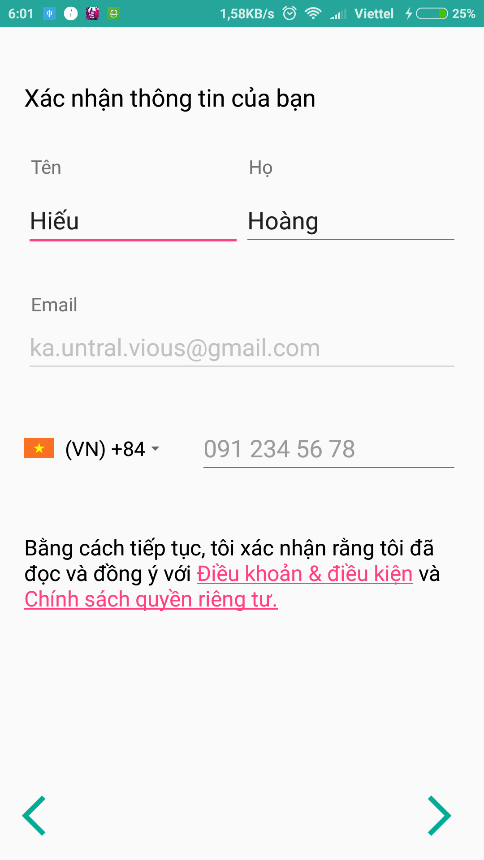 6:01 1,58KB/s Viettel 25%
Xác nhận thông tin của bạn
Tên Họ
Hiếu Hoàng
Email
ka.untral.vious@gmail.com
(VN) +84 091 234 56 78
Bằng cách tiếp tục, tôi xác nhận rằng tôi đã
đọc và đồng ý với Điều khoản & điều kiện và
Chính sách quyền riêng tư.